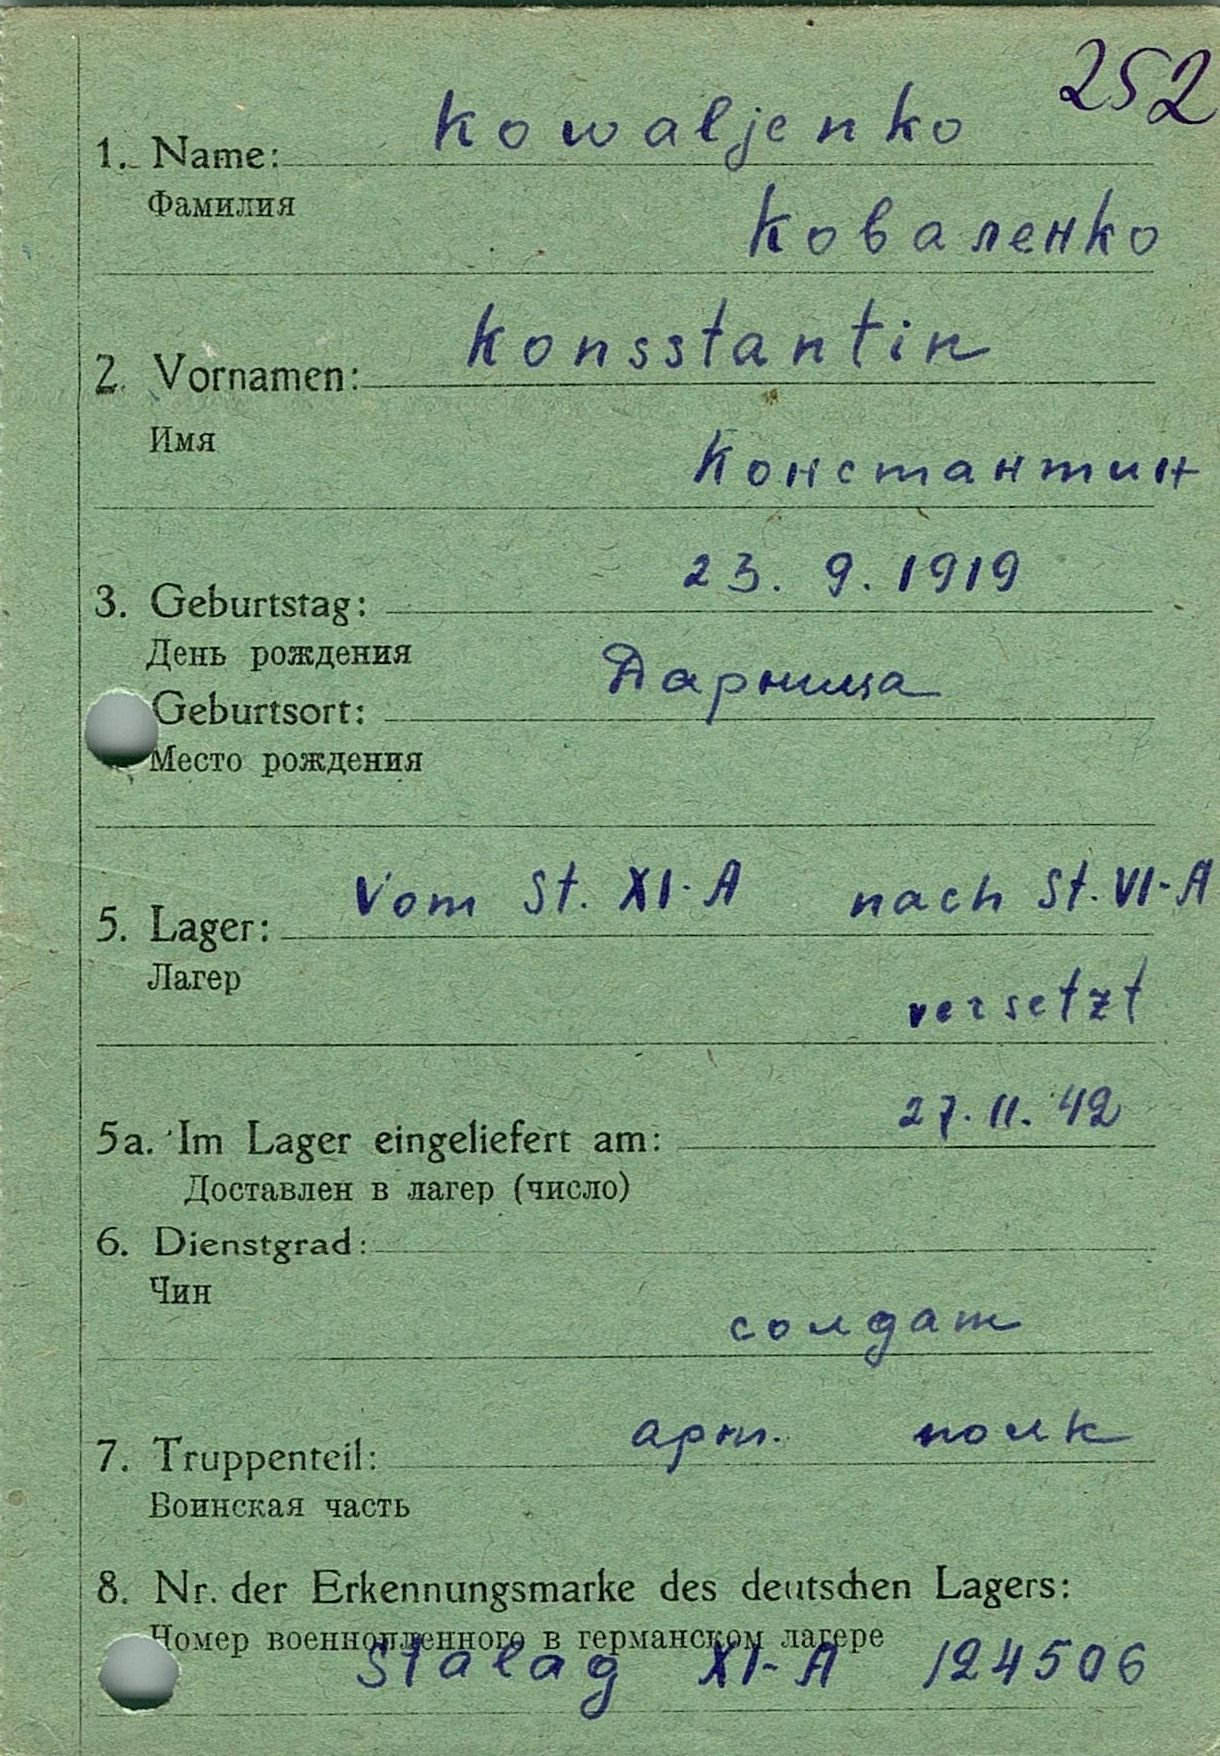 252
1. Name: Kowaljenko
Фамилия
Коваленко
2. Vornamen: Konsstantin
Имя
Константин
3. Geburtstag: 23. 9. 1919
День рождения
Geburtsort: Дарница
Место рождения
5. Lager: Vom St. XI-A nach St. VI-A
Лагер
versetzt
5a. Im Lager eingeliefert am: 27. 11. 42
Доставлен в лагер (число)
6. Dienstgrad:
Чин
солдат
7. Truppenteil: арт. полк
Воинская часть
8. Nr. der Erkennungsmarke des deutschen Lagers:
Номер военнопленного в германском лагере
Stalag XI-A 124506